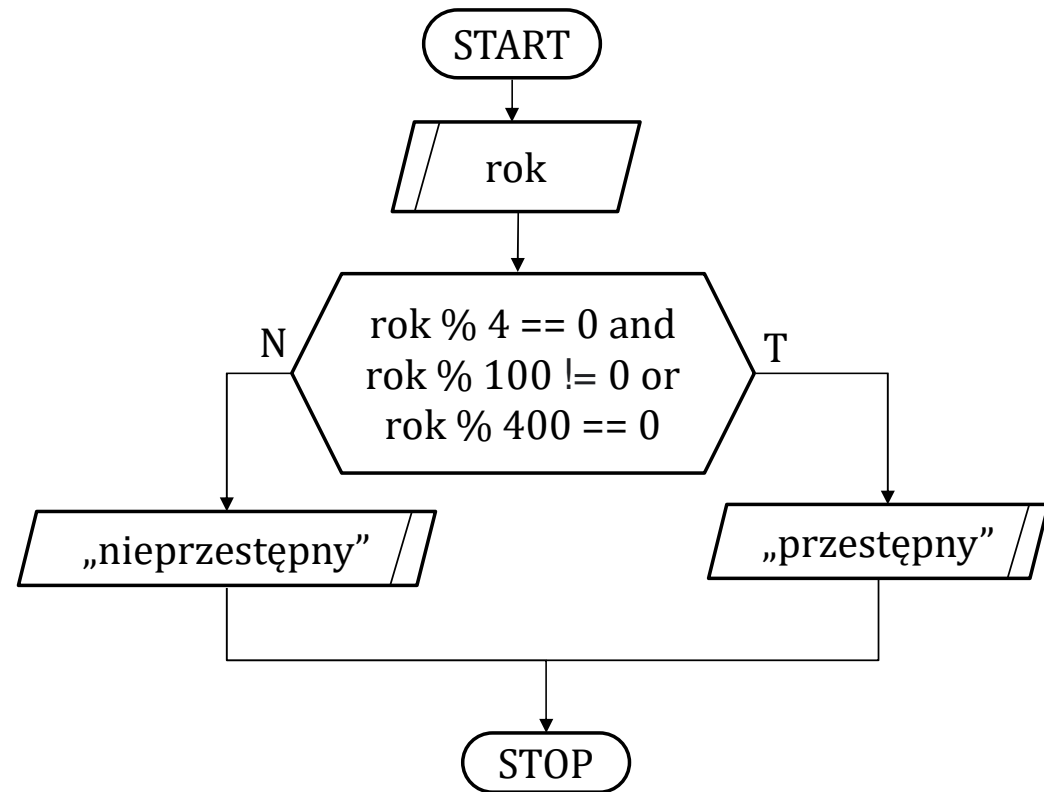 START
rok
rok % 4 == 0 and
rok % 100 != 0 or
rok % 400 == 0
N
T
„nieprzestępny”
„przestępny”
STOP